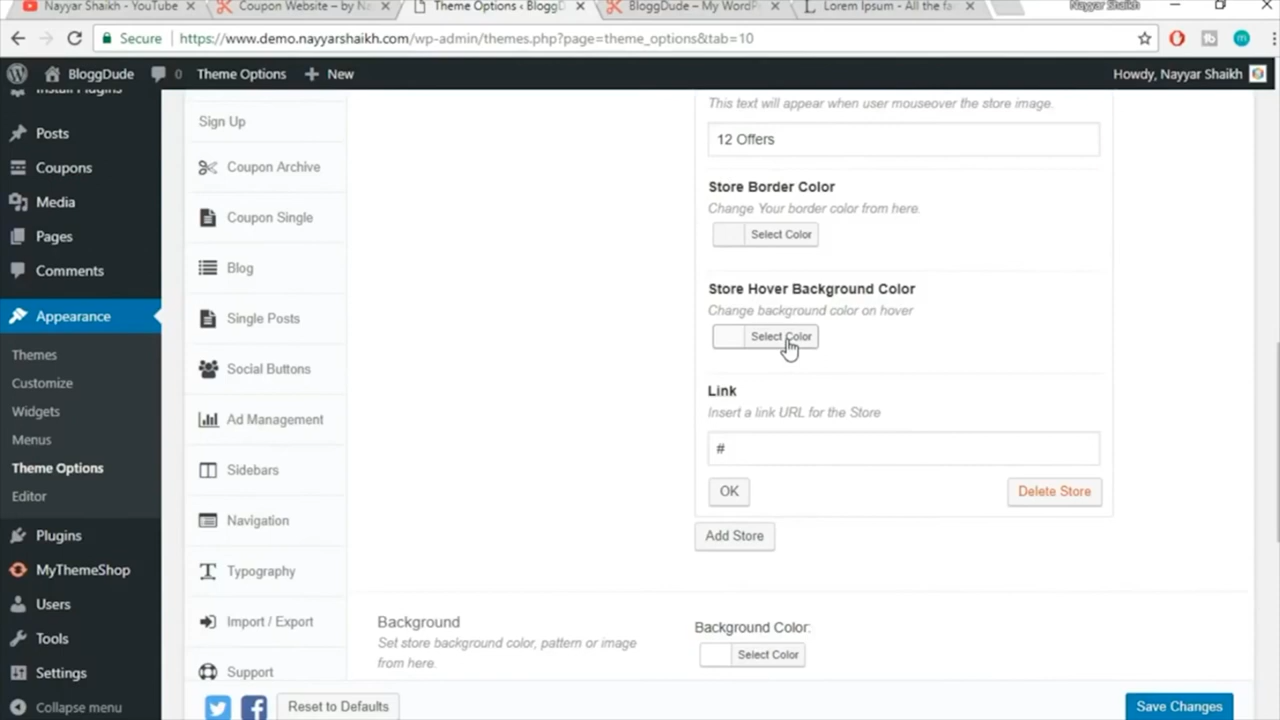 Nayyar Shaikh - YouTube
Coupon Website – by Na
Theme Options ‹ BloggD
BloggDude – My WordP
Lorem Ipsum - All the fa
Nayyar Shaikh
Secure
https://www.demo.nayyarshaikh.com/wp-admin/themes.php?page=theme_options&tab=10
BloggDude
0
Theme Options
New
Howdy, Nayyar Shaikh
Install Plugins
Posts
Coupons
Media
Pages
Comments
Appearance
Themes
Customize
Widgets
Menus
Theme Options
Editor
Plugins
MyThemeShop
Users
Tools
Settings
Collapse menu
Sign Up
Coupon Archive
Coupon Single
Blog
Single Posts
Social Buttons
Ad Management
Sidebars
Navigation
Typography
Import / Export
Support
This text will appear when user mouseover the store image.
12 Offers
Store Border Color
Change Your border color from here.
Select Color
Store Hover Background Color
Change background color on hover
Select Color
Link
Insert a link URL for the Store
#
OK
Delete Store
Add Store
Background
Set store background color, pattern or image
from here.
Background Color:
Select Color
Reset to Defaults
Save Changes